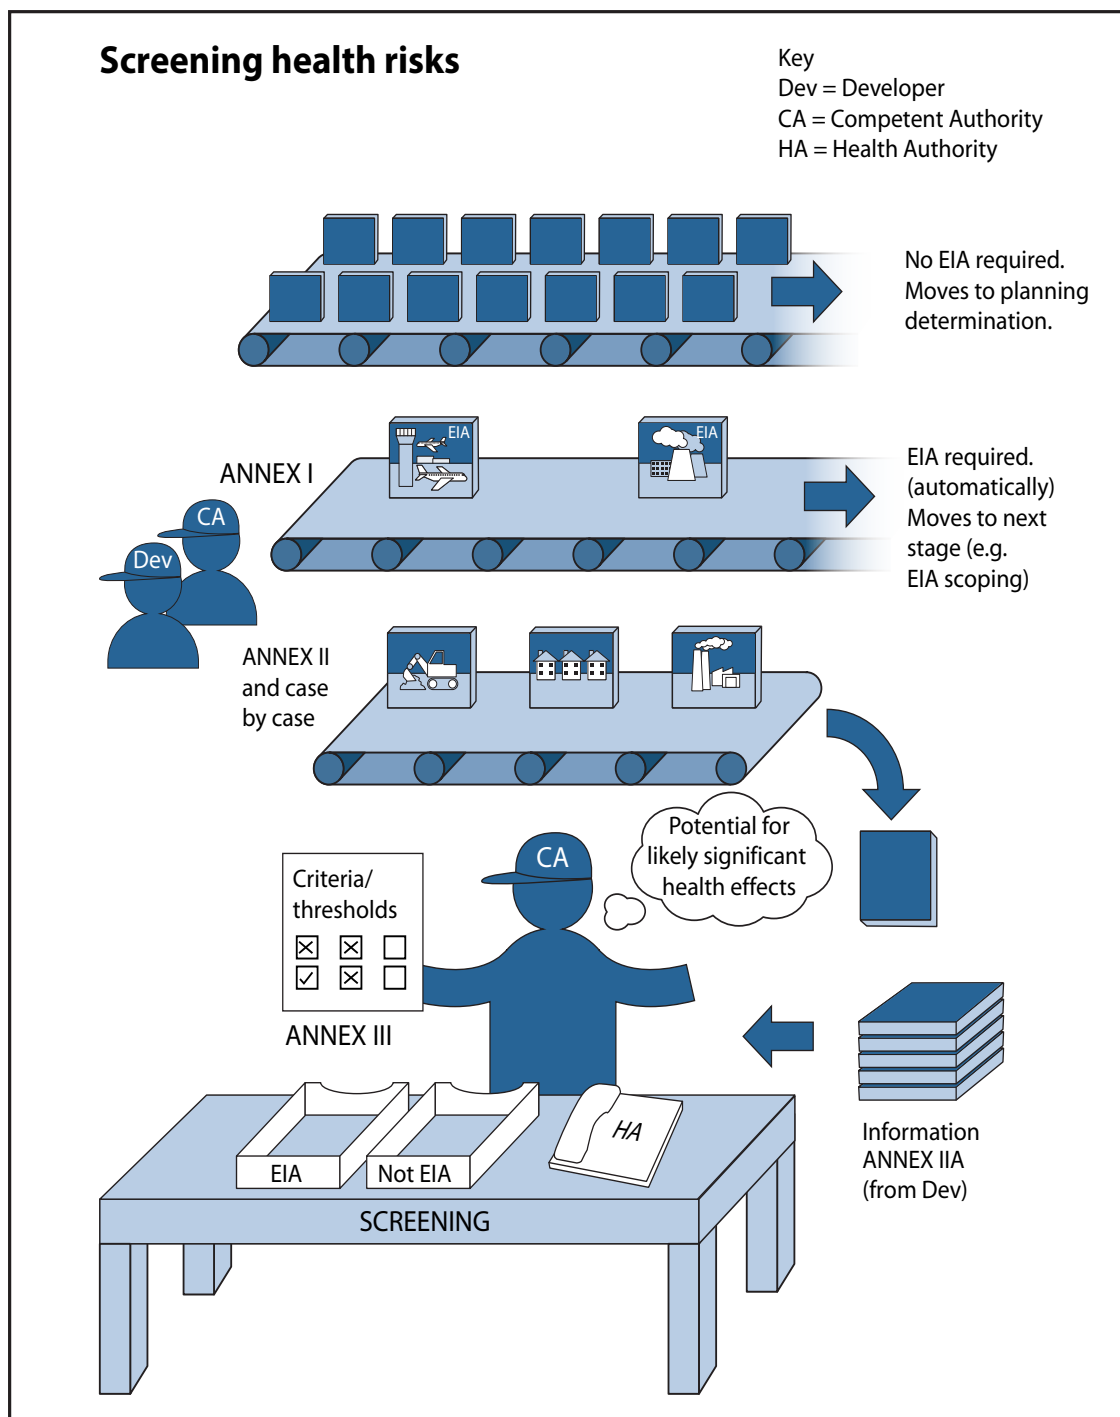 Screening health risks
Key
Dev = Developer
CA = Competent Authority
HA = Health Authority
No EIA required.
Moves to planning
determination.
EIA
EIA
ANNEX I
EIA required.
(automatically)
Moves to next
stage (e.g.
EIA scoping)
CA
Dev
ANNEX II
and case
by case
Potential for
likely significant
health effects
CA
Criteria/
thresholds
ANNEX III
HA
EIA
Not EIA
Information
ANNEX IIA
(from Dev)
SCREENING